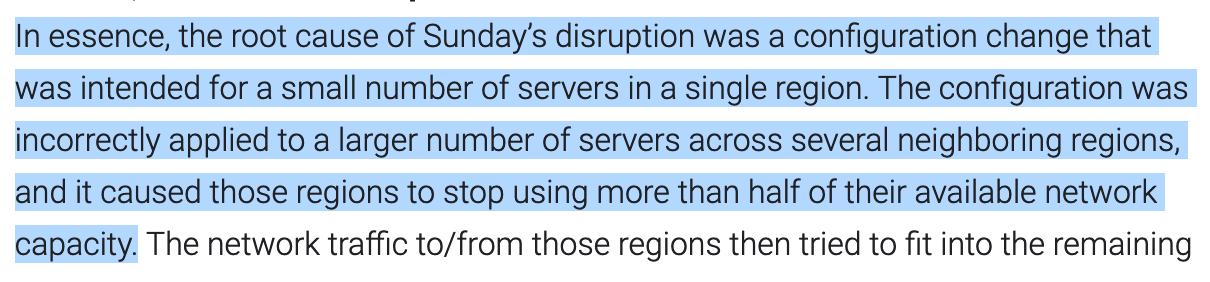 In essence, the root cause of Sunday’s disruption was a configuration change that
was intended for a small number of servers in a single region. The configuration was
incorrectly applied to a larger number of servers across several neighboring regions,
and it caused those regions to stop using more than half of their available network
capacity. The network traffic to/from those regions then tried to fit into the remaining